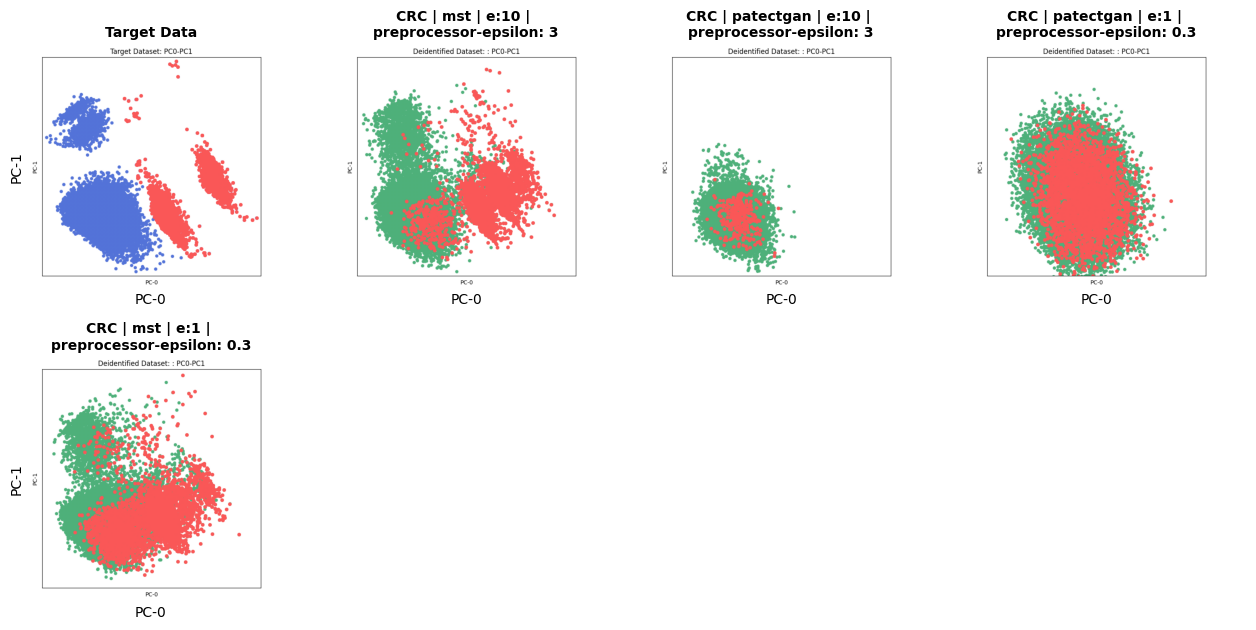 Target Data
Target Dataset: PC0-PC1
PC-1
PC-1
PC-0
PC-0
CRC | mst | e:10 |
preprocessor-epsilon: 3
Deidentified Dataset: : PC0-PC1
PC-1
PC-0
PC-0
CRC | patectgan | e:10 |
preprocessor-epsilon: 3
Deidentified Dataset: : PC0-PC1
PC-1
PC-0
PC-0
CRC | patectgan | e:1 |
preprocessor-epsilon: 0.3
Deidentified Dataset: : PC0-PC1
PC-1
PC-0
PC-0
CRC | mst | e:1 |
preprocessor-epsilon: 0.3
Deidentified Dataset: : PC0-PC1
PC-1
PC-1
PC-0
PC-0